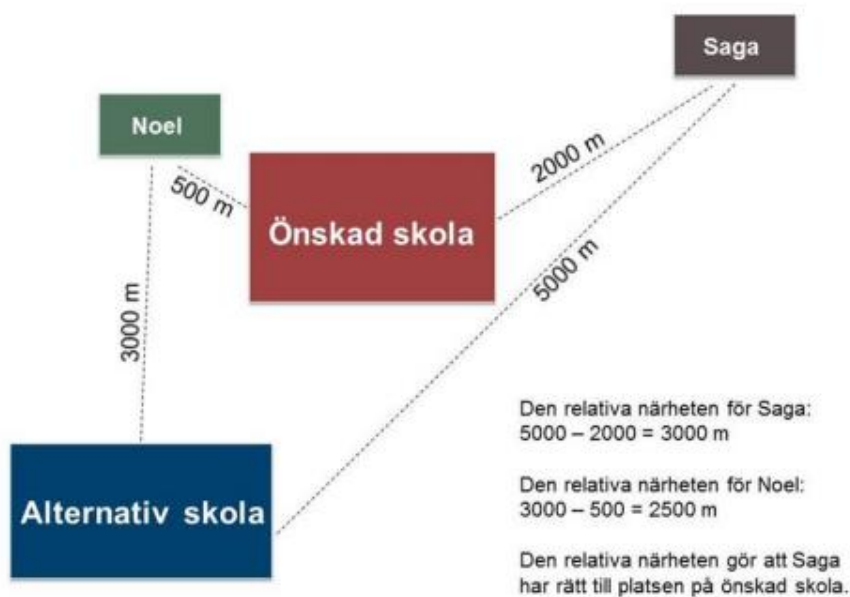 Saga
Noel
500 m
2000 m
Önskad skola
5000 m
3000 m
Alternativ skola
Den relativa närheten för Saga:
5000 – 2000 = 3000 m
Den relativa närheten för Noel:
3000 – 500 = 2500 m
Den relativa närheten gör att Saga
har rätt till platsen på önskad skola.